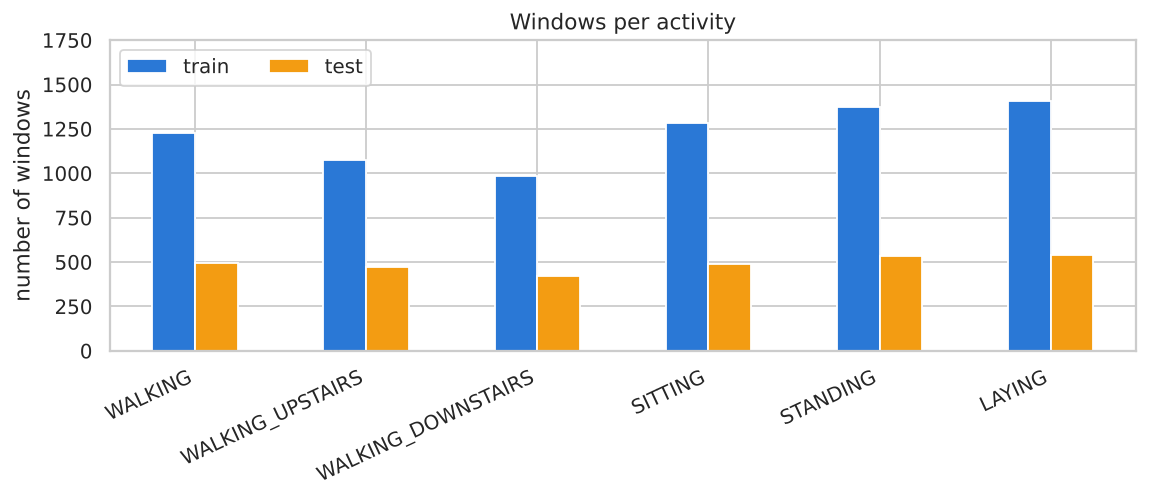 Windows per activity
train test
number of windows
1750
1500
1250
1000
750
500
250
0
WALKING
WALKING_UPSTAIRS
WALKING_DOWNSTAIRS
SITTING
STANDING
LAYING